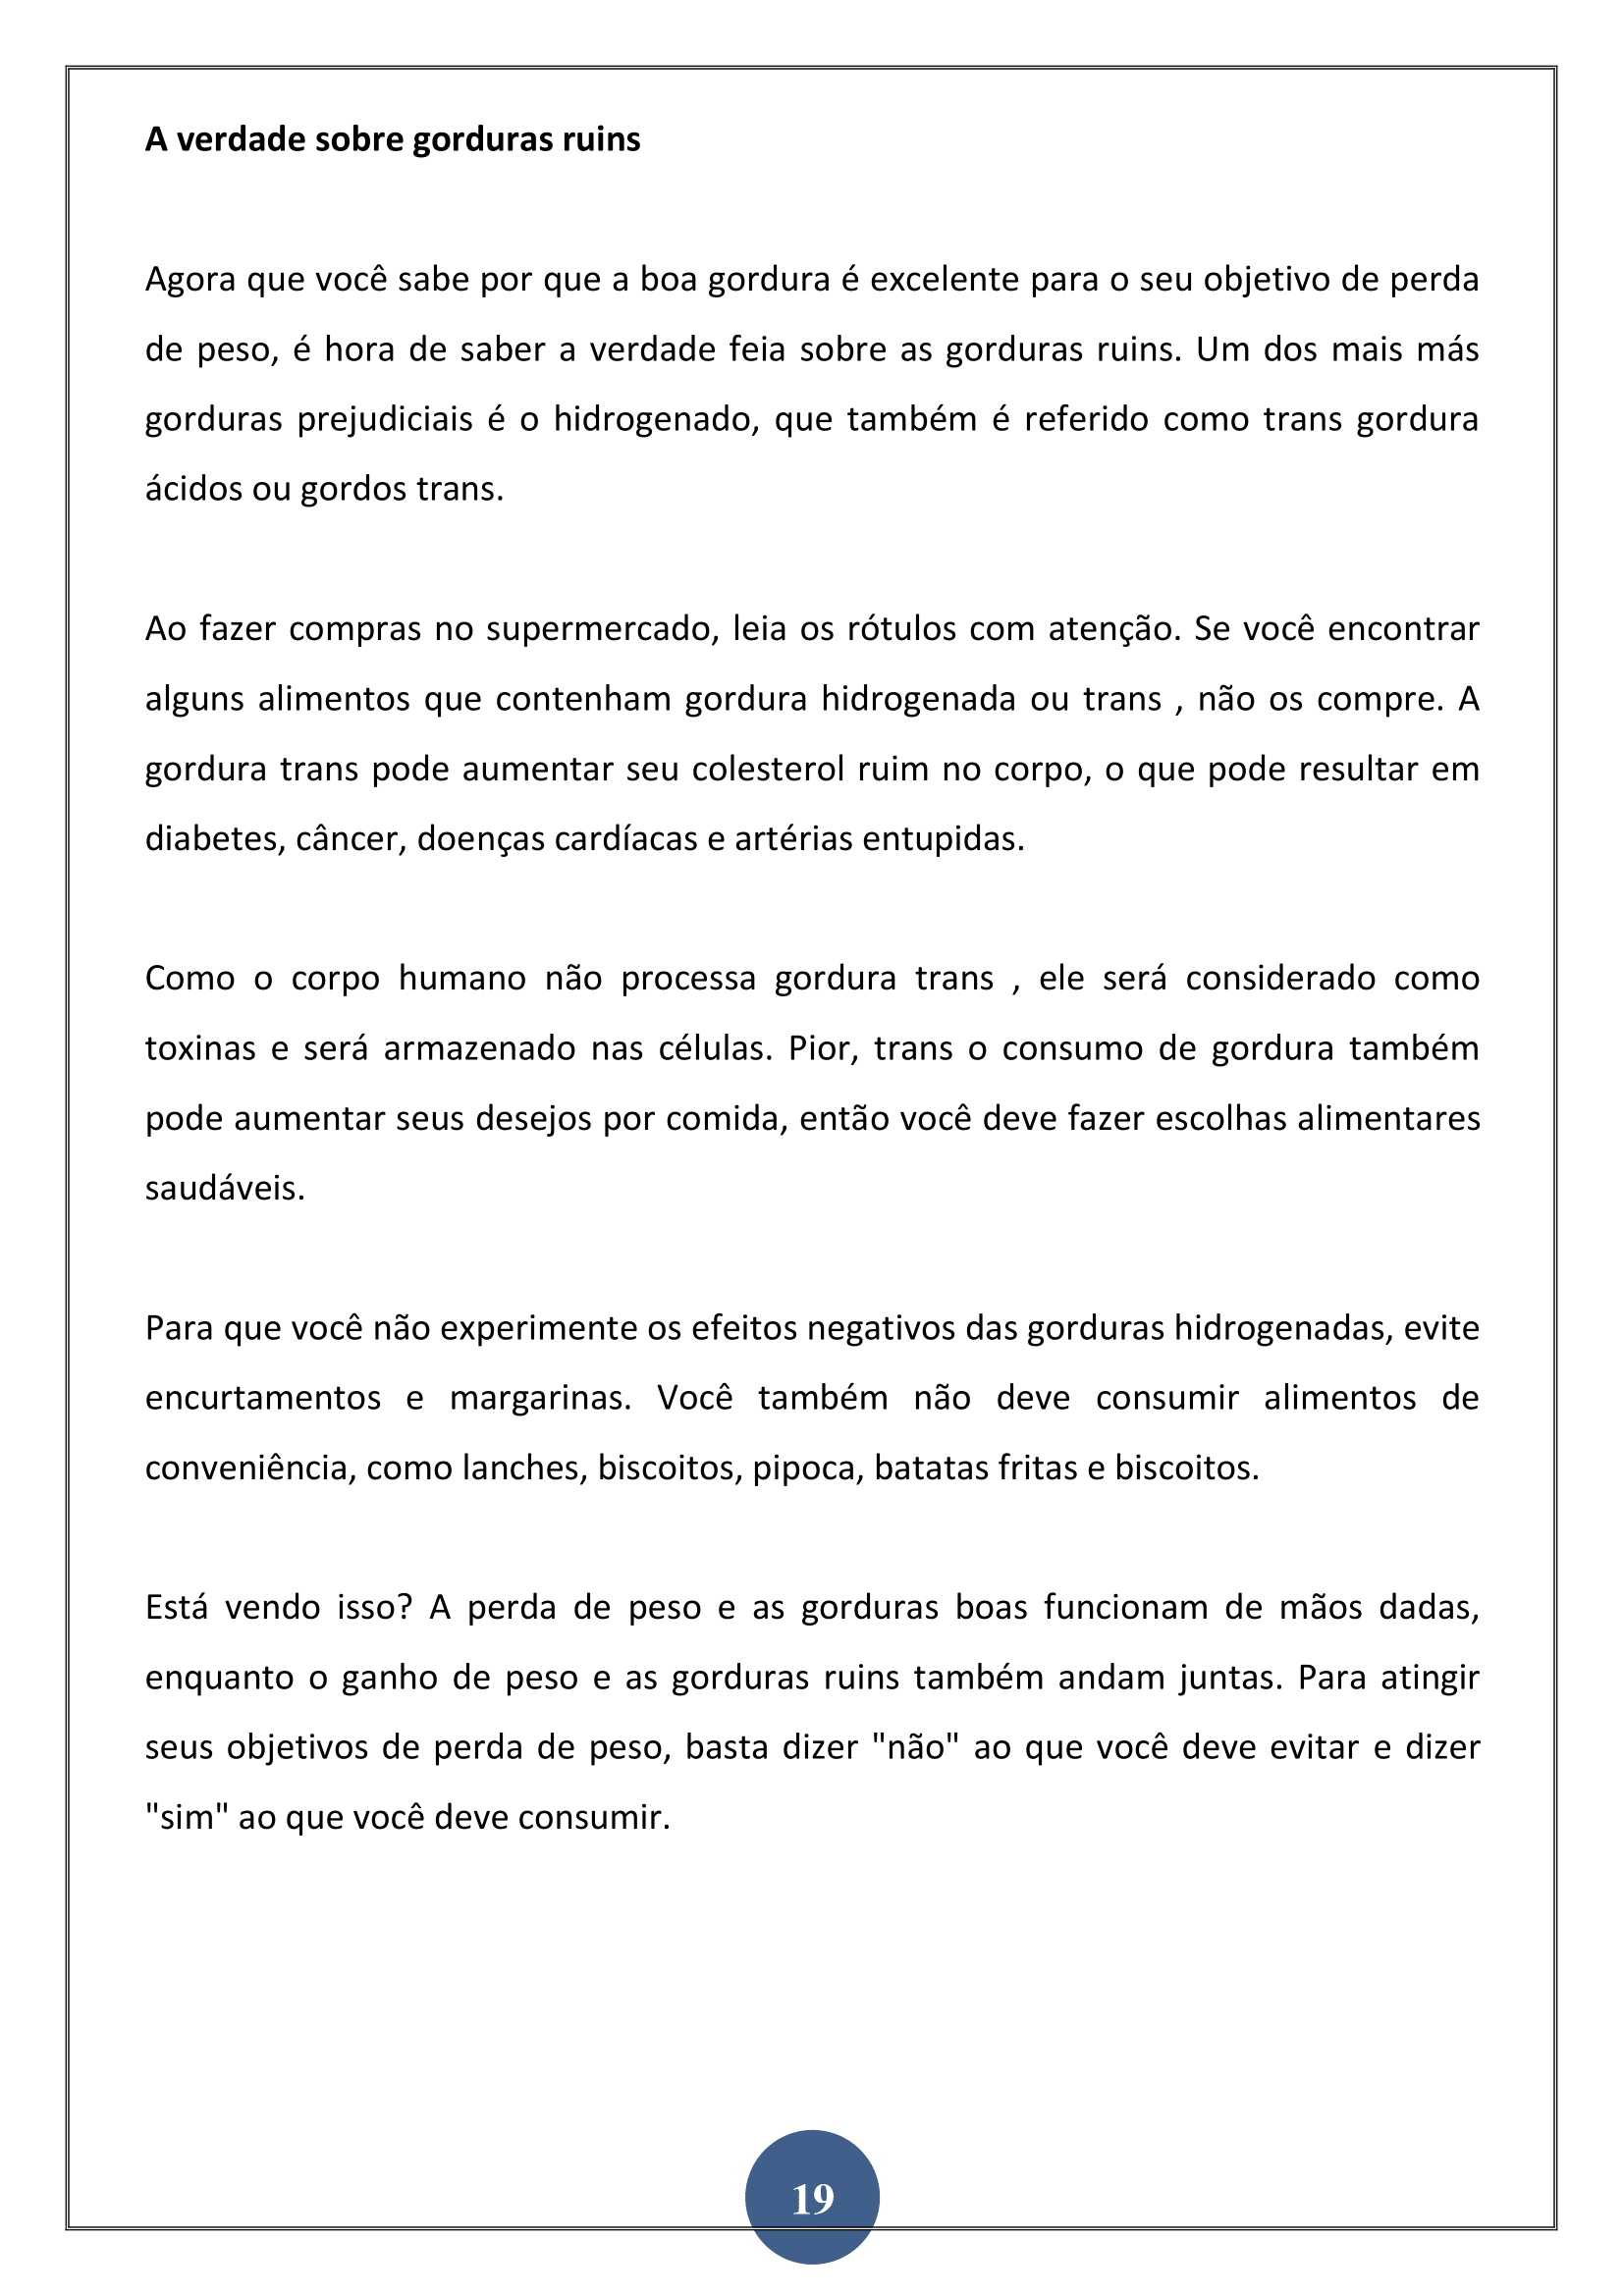 A verdade sobre gorduras ruins
Agora que você sabe por que a boa gordura é excelente para o seu objetivo de perda
de peso, é hora de saber a verdade feia sobre as gorduras ruins. Um dos mais más
gorduras prejudiciais é o hidrogenado, que também é referido como trans gordura
ácidos ou gordos trans.
Ao fazer compras no supermercado, leia os rótulos com atenção. Se você encontrar
alguns alimentos que contenham gordura hidrogenada ou trans , não os compre. A
gordura trans pode aumentar seu colesterol ruim no corpo, o que pode resultar em
diabetes, câncer, doenças cardíacas e artérias entupidas.
Como o corpo humano não processa gordura trans , ele será considerado como
toxinas e será armazenado nas células. Pior, trans o consumo de gordura também
pode aumentar seus desejos por comida, então você deve fazer escolhas alimentares
saudáveis.
Para que você não experimente os efeitos negativos das gorduras hidrogenadas, evite
encurtamentos e margarinas. Você também não deve consumir alimentos de
conveniência, como lanches, biscoitos, pipoca, batatas fritas e biscoitos.
Está vendo isso? A perda de peso e as gorduras boas funcionam de mãos dadas,
enquanto o ganho de peso e as gorduras ruins também andam juntas. Para atingir
seus objetivos de perda de peso, basta dizer "não" ao que você deve evitar e dizer
"sim" ao que você deve consumir.
19